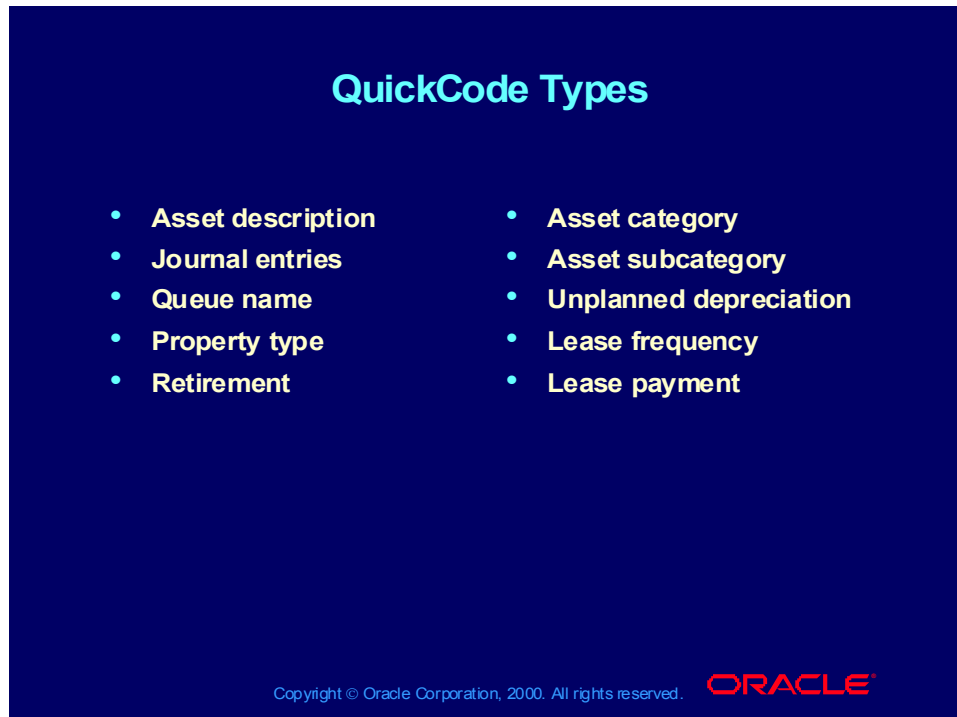 QuickCode Types
• Asset description
• Journal entries
• Queue name
• Property type
• Retirement
• Asset category
• Asset subcategory
• Unplanned depreciation
• Lease frequency
• Lease payment
Copyright © Oracle Corporation, 2000. All rights reserved.
ORACLE®